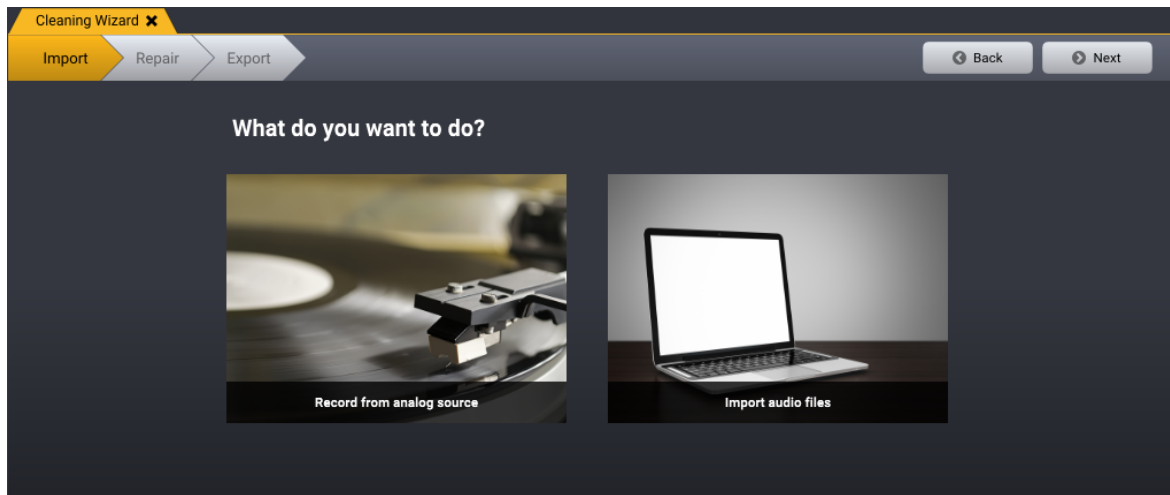 Cleaning Wizard
Import
Repair
Export
Back
Next
What do you want to do?
Record from analog source
Import audio files